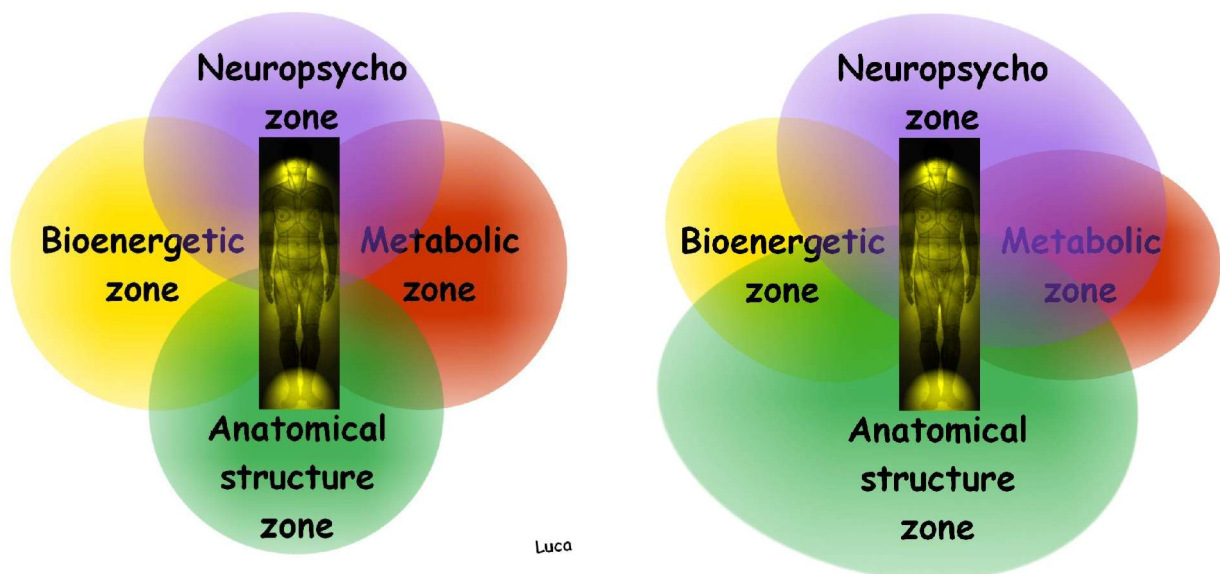 Neuropsycho
zone
Bioenergetic
zone
Metabolic
zone
Anatomical
structure
zone
Luca
Neuropsycho
zone
Bioenergetic
zone
Metabolic
zone
Anatomical
structure
zone